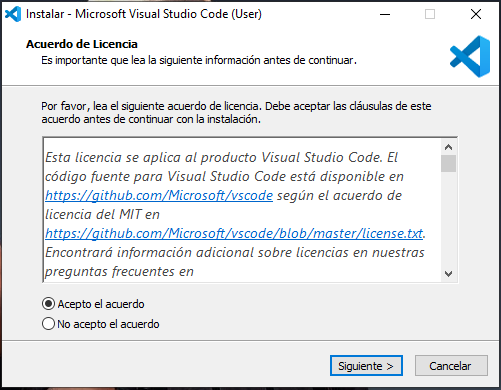 Instalar - Microsoft Visual Studio Code (User)
Acuerdo de Licencia
Es importante que lea la siguiente información antes de continuar.
Por favor, lea el siguiente acuerdo de licencia. Debe aceptar las cláusulas de este
acuerdo antes de continuar con la instalación.
Esta licencia se aplica al producto Visual Studio Code. El
código fuente para Visual Studio Code está disponible en
https://github.com/Microsoft/vscode según el acuerdo de
licencia del MIT en
https://github.com/Microsoft/vscode/blob/master/license.txt.
Encontrará información adicional sobre licencias en nuestras
preguntas frecuentes en
Acepto el acuerdo
No acepto el acuerdo
Siguiente >
Cancelar